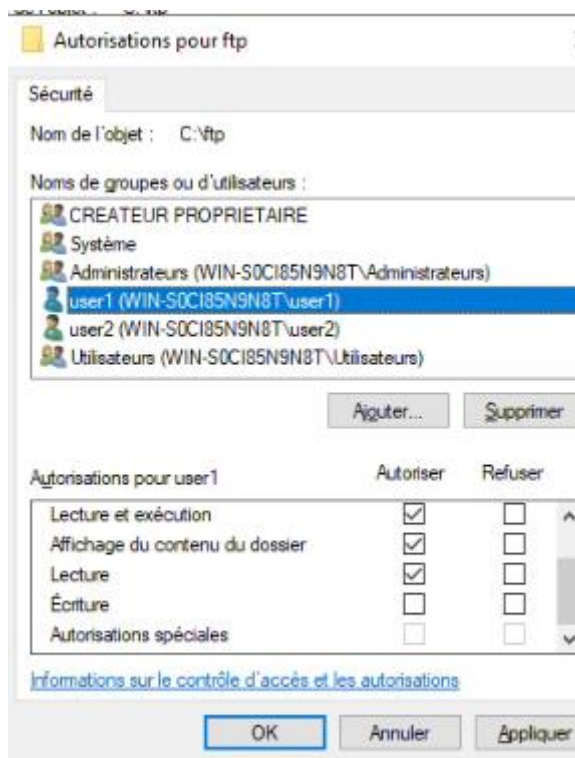 Autorisations pour ftp
Sécurité
Nom de l'objet : C:\ftp
Noms de groupes ou d'utilisateurs :
CREATEUR PROPRIETAIRE
Système
Administrateurs (WIN-S0CI85N9N8T\Administrateurs)
user1 (WIN-S0CI85N9N8T\user1)
user2 (WIN-S0CI85N9N8T\user2)
Utilisateurs (WIN-S0CI85N9N8T\Utilisateurs)
Ajouter... Supprimer
Autorisations pour user1 Autoriser Refuser
Lecture et exécution
Affichage du contenu du dossier
Lecture
Écriture
Autorisations spéciales
Informations sur le contrôle d'accès et les autorisations
OK Annuler Appliquer